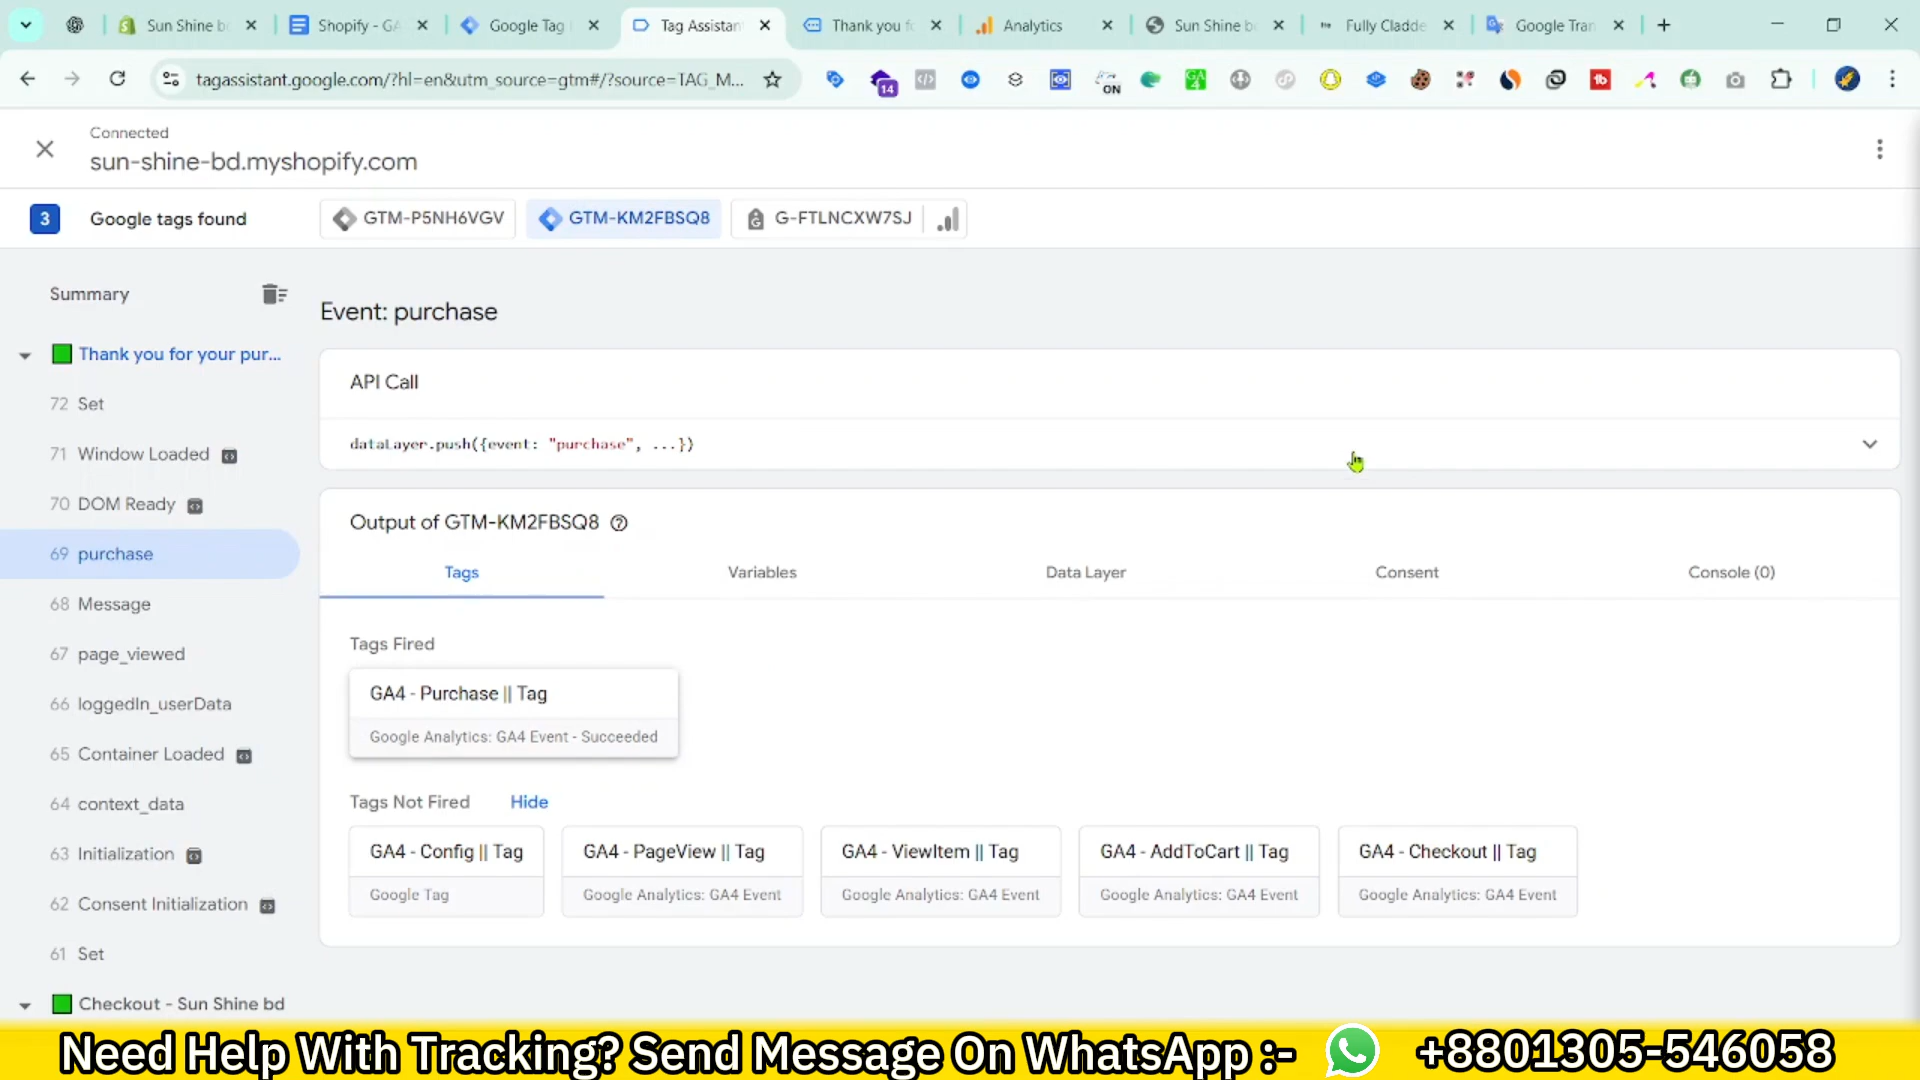 Sun Shine b
Shopify - GA
Google Tag
Tag Assistan
Thank you fo
Analytics
Sun Shine b
Fully Cladde
Google Tran
tagassistant.google.com/?hl=en&utm_source=gtm#/?source=TAG_M...
14
ON
GA 4
tb
Connected
sun-shine-bd.myshopify.com
3 Google tags found GTM-P5NH6VGV GTM-KM2FBSQ8 G-FTLNCXW7SJ
Summary
Thank you for your pur...
72 Set
71 Window Loaded
70 DOM Ready
69 purchase
68 Message
67 page_viewed
66 loggedIn_userData
65 Container Loaded
64 context_data
63 Initialization
62 Consent Initialization
61 Set
Checkout - Sun Shine bd
Event: purchase
API Call
dataLayer.push({event: "purchase", ...})
Output of GTM-KM2FBSQ8
Tags Variables Data Layer Consent Console (0)
Tags Fired
GA4 - Purchase || Tag
Google Analytics: GA4 Event - Succeeded
Tags Not Fired Hide
GA4 - Config || Tag GA4 - PageView || Tag GA4 - ViewItem || Tag GA4 - AddToCart || Tag GA4 - Checkout || Tag
Google Tag Google Analytics: GA4 Event Google Analytics: GA4 Event Google Analytics: GA4 Event Google Analytics: GA4 Event
Need Help With Tracking? Send Message On WhatsApp :- +8801305-546058